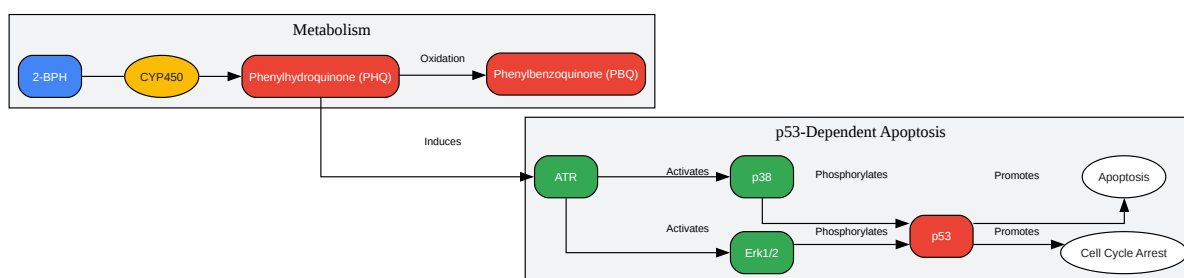 Metabolism
2-BPH
CYP450
Phenylhydroquinone (PHQ)
Oxidation
Phenylbenzoquinone (PBQ)
Induces
p53-Dependent Apoptosis
ATR
Activates
p38
Phosphorylates
Promotes
Apoptosis
Activates
Erk1/2
Phosphorylates
p53
Promotes
Cell Cycle Arrest